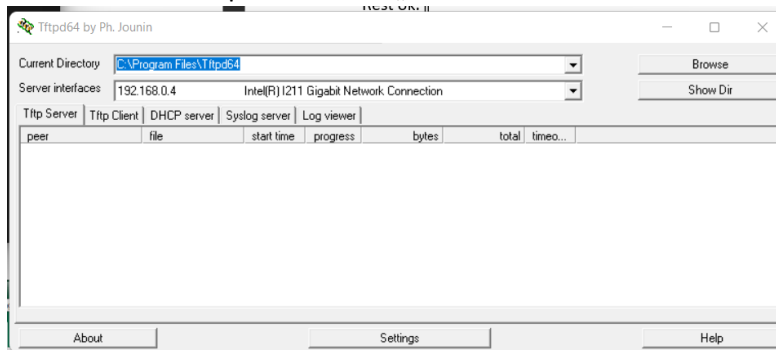 Rest ok. ¶
Tftpd64 by Ph. Jounin
Current Directory C:\Program Files\Tftpd64 Browse
Server interfaces 192.168.0.4 Intel(R) I211 Gigabit Network Connection Show Dir
Tftp Server Tftp Client DHCP server Syslog server Log viewer
peer file start time progress bytes total timeo...
About Settings Help